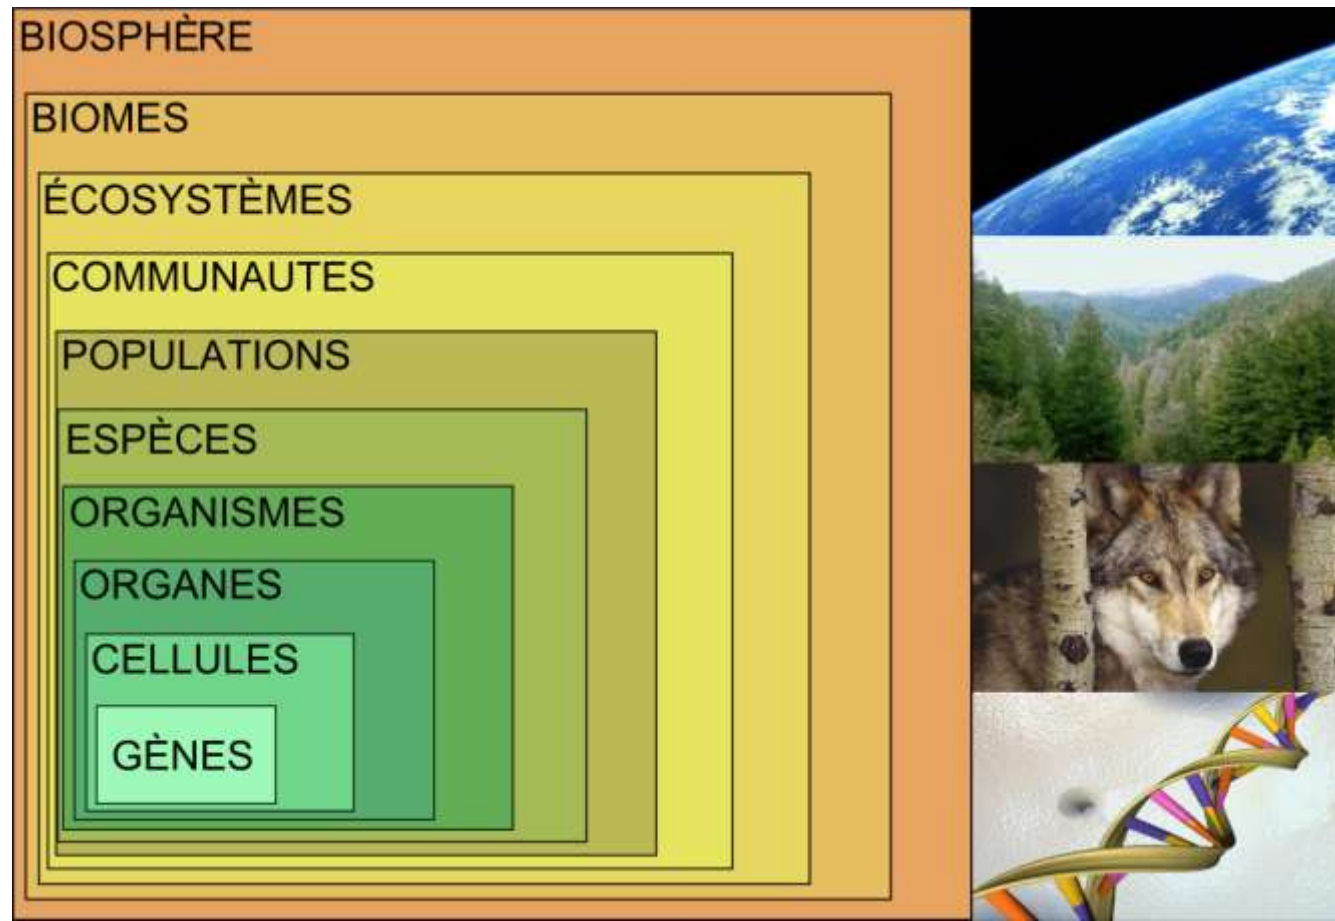 BIOSPHÈRE
BIOMES
ÉCOSYSTÈMES
COMMUNAUTES
POPULATIONS
ESPÈCES
ORGANISMES
ORGANES
CELLULES
GÈNES